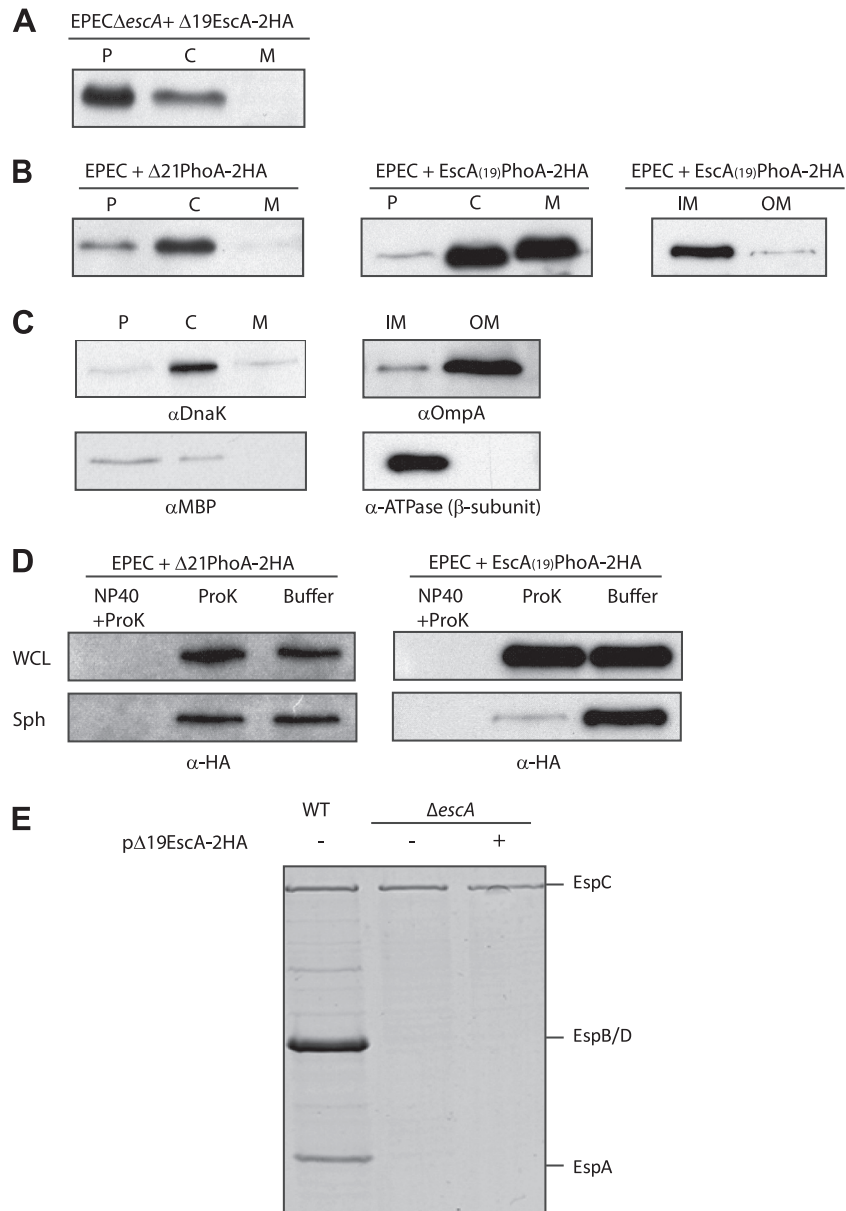 A
EPECΔescA+ Δ19EscA-2HA
P C M
B
EPEC + Δ21PhoA-2HA
P C M
EPEC + EscA(19)PhoA-2HA
P C M
EPEC + EscA(19)PhoA-2HA
IM OM
C
P C M
αDnaK
αMBP
IM OM
αOmpA
α-ATPase (β-subunit)
D
EPEC + Δ21PhoA-2HA
NP40 ProK Buffer
+ProK
EPEC + EscA(19)PhoA-2HA
NP40 ProK Buffer
+ProK
WCL
Sph
α-HA
α-HA
E
WT ΔescA
pΔ19EscA-2HA - - +
EspC
EspB/D
EspA